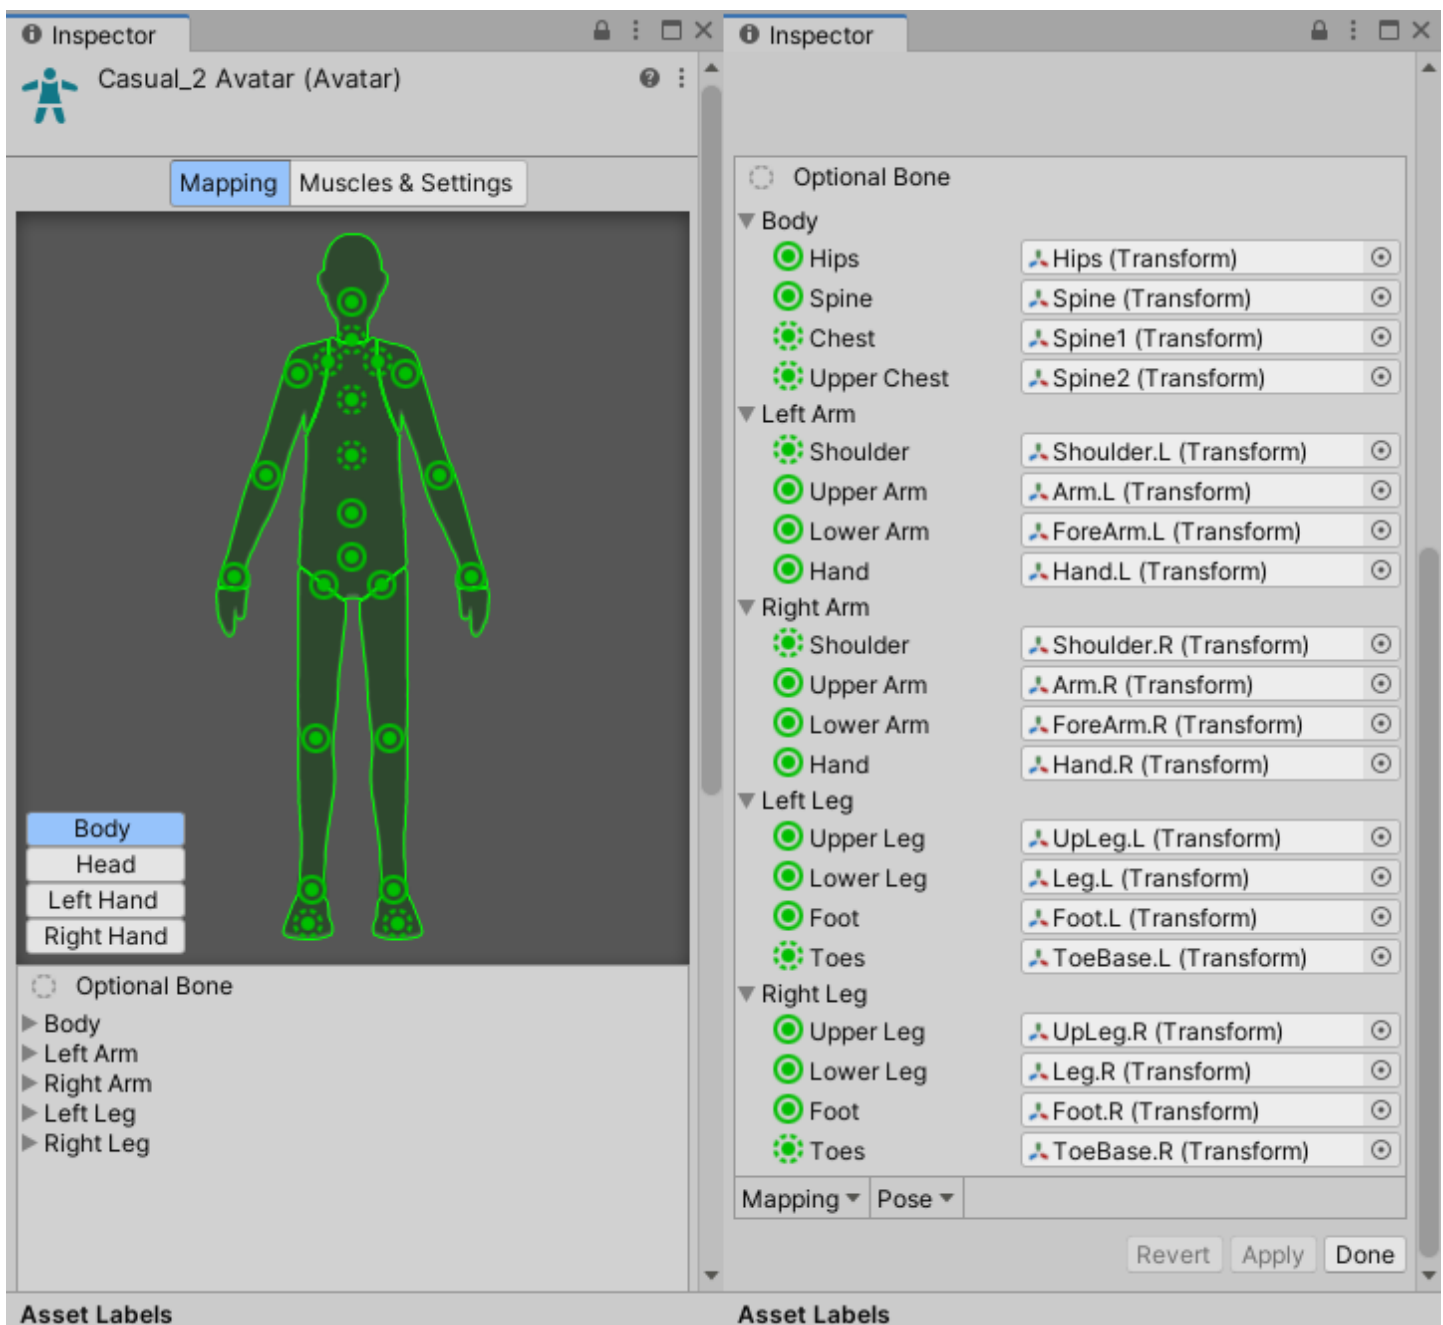 Inspector
Casual_2 Avatar (Avatar)
Mapping
Muscles & Settings
Body
Head
Left Hand
Right Hand
Optional Bone
Body
Left Arm
Right Arm
Left Leg
Right Leg
Asset Labels
Inspector
Optional Bone
Body
Hips Hips (Transform)
Spine Spine (Transform)
Chest Spine1 (Transform)
Upper Chest Spine2 (Transform)
Left Arm
Shoulder Shoulder.L (Transform)
Upper Arm Arm.L (Transform)
Lower Arm ForeArm.L (Transform)
Hand Hand.L (Transform)
Right Arm
Shoulder Shoulder.R (Transform)
Upper Arm Arm.R (Transform)
Lower Arm ForeArm.R (Transform)
Hand Hand.R (Transform)
Left Leg
Upper Leg UpLeg.L (Transform)
Lower Leg Leg.L (Transform)
Foot Foot.L (Transform)
Toes ToeBase.L (Transform)
Right Leg
Upper Leg UpLeg.R (Transform)
Lower Leg Leg.R (Transform)
Foot Foot.R (Transform)
Toes ToeBase.R (Transform)
Mapping Pose
Revert Apply Done
Asset Labels